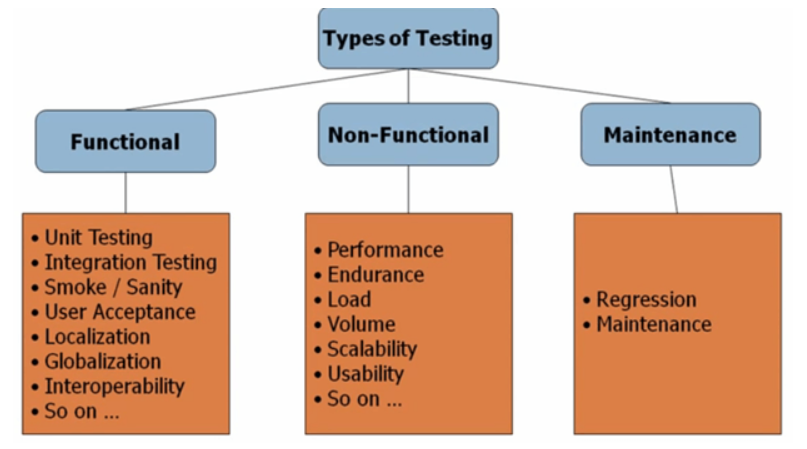 Types of Testing
Functional
Non-Functional
Maintenance
• Unit Testing
• Integration Testing
• Smoke / Sanity
• User Acceptance
• Localization
• Globalization
• Interoperability
• So on ...
• Performance
• Endurance
• Load
• Volume
• Scalability
• Usability
• So on ...
• Regression
• Maintenance